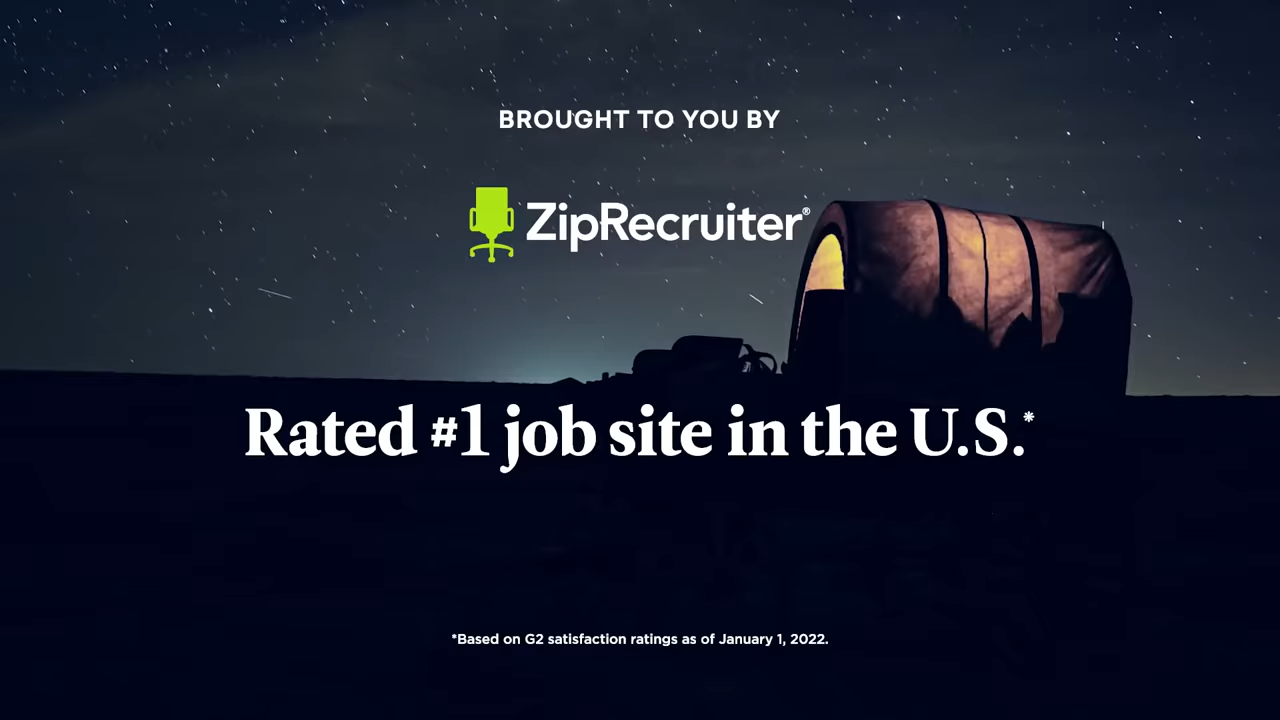 BROUGHT TO YOU BY
ZipRecruiter®
Rated #1 job site in the U.S.*
*Based on G2 satisfaction ratings as of January 1, 2022.